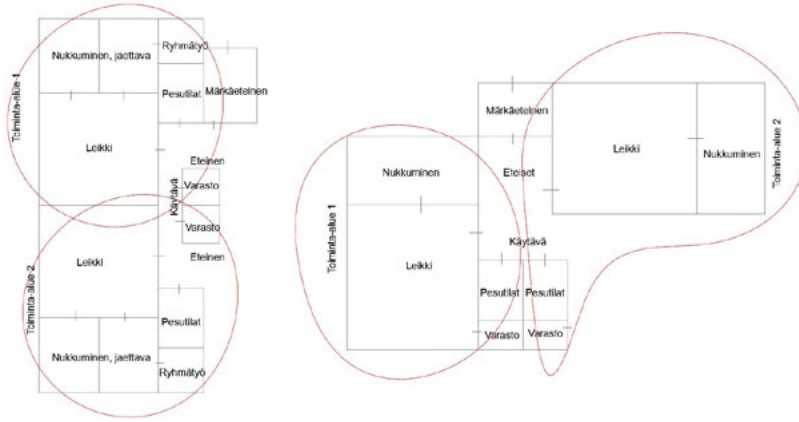 Toiminta-alue 1
Nukkuminen, jaettava
Ryhmätyö
Pesutilat
Märkäeteinen
Leikki
Eteinen
Varasto
Käytävä
Varasto
Eteinen
Toiminta-alue 2
Leikki
Pesutilat
Nukkuminen, jaettava
Ryhmätyö
Märkäeteinen
Leikki
Nukkuminen
Toiminta-alue 2
Nukkuminen
Eteiset
Toiminta-alue 1
Leikki
Käytävä
Pesutilat
Pesutilat
Varasto
Varasto